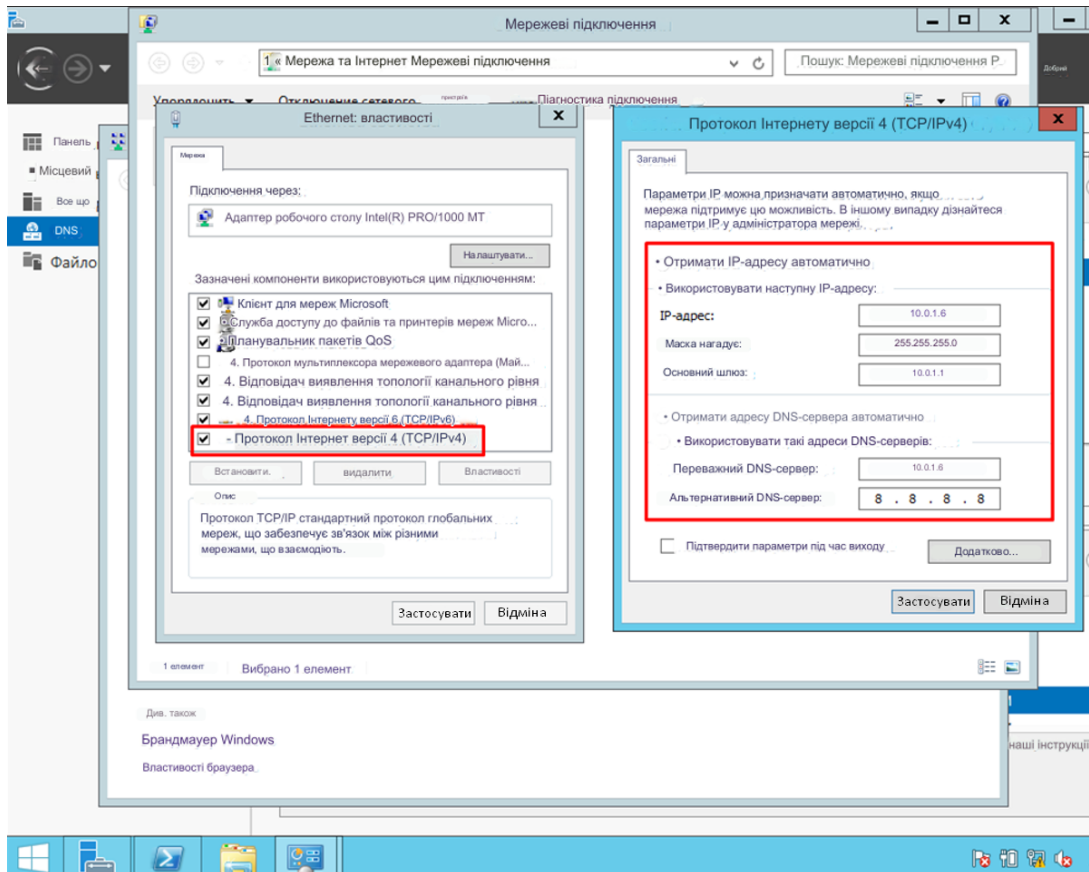 Мережеві підключення
1 « Мережа та Інтернет Мережеві підключення
Пошук: Мережеві підключення Р
Добрий
Упорядочить
Отключение сетевого
пристрїв
Діагностика підключення
Панель
Місцевий
Все що
DNS
Файло
Ethernet: властивості
Мережа
Підключення через:
Адаптер робочого столу Intel(R) PRO/1000 MT
Налаштувати...
Зазначені компоненти використовуються цим підключенням:
Клієнт для мереж Microsoft
Служба доступу до файлів та принтерів мереж Micro...
Планувальник пакетів QoS
4. Протокол мультиплексора мережевого адаптера (Май...
4. Відповідач виявлення топології канального рівня
4. Відповідач виявлення топології канального рівня
4. Протокол Інтернету версії 6 (TCP/IPv6)
- Протокол Інтернет версії 4 (TCP/IPv4)
Встановити.
видалити
Властивості
Опис
Протокол TCP/IP стандартний протокол глобальних
мереж, що забезпечує зв'язок між різними
мережами, що взаємодіють.
Застосувати
Відміна
Протокол Інтернету версії 4 (TCP/IPv4)
Загальні
Параметри IP можна призначати автоматично, якщо
мережа підтримує цю можливість. В іншому випадку дізнайтеся
параметри IP у адміністратора мережі.
• Отримати IP-адресу автоматично
• Використовувати наступну IP-адресу:
IP-адрес:
10.0.1.6
Маска нагадує:
255.255.255.0
Основний шлюз:
10.0.1.1
• Отримати адресу DNS-сервера автоматично
• Використовувати такі адреси DNS-серверів:
Переважний DNS-сервер:
10.0.1.6
Альтернативний DNS-сервер:
8 . 8 . 8 . 8
Підтвердити параметри під час виходу
Додатково...
Застосувати
Відміна
1 елемент
Вибрано 1 елемент
Див. також
Брандмауер Windows
Властивості браузера
наші інструкції